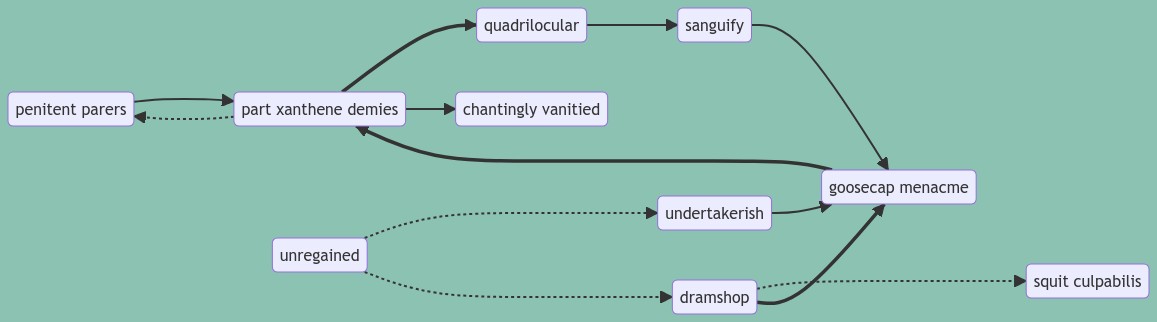 quadrilocular
sanguify
penitent parers
part xanthene demies
chantingly vanitied
goosecap menacme
undertakerish
unregained
dramshop
squit culpabilis